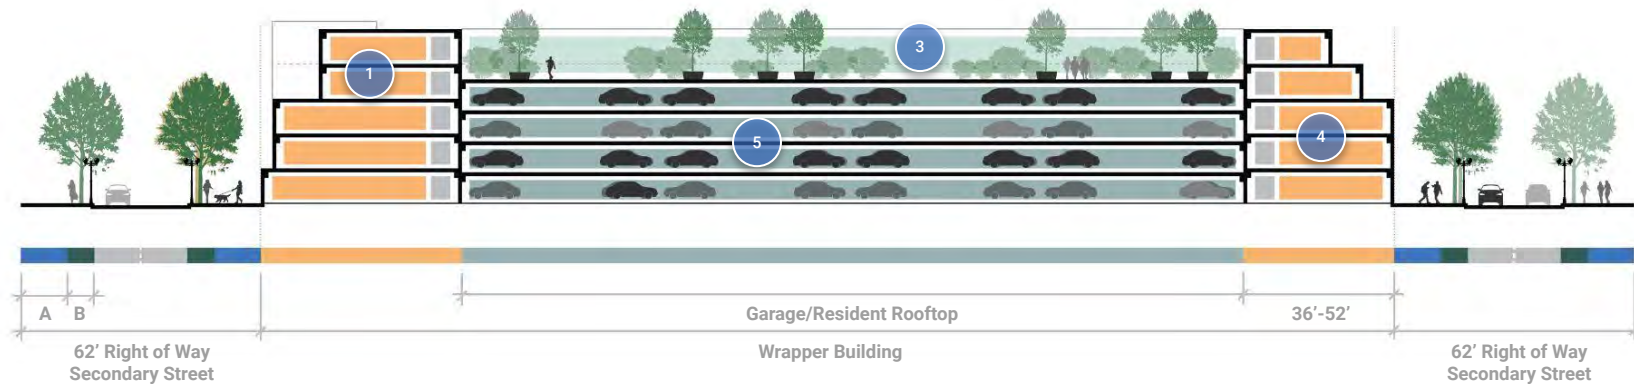 3
1
4
5
A
B
Garage/Resident Rooftop
36’-52’
62’ Right of Way
Secondary Street
Wrapper Building
62’ Right of Way
Secondary Street